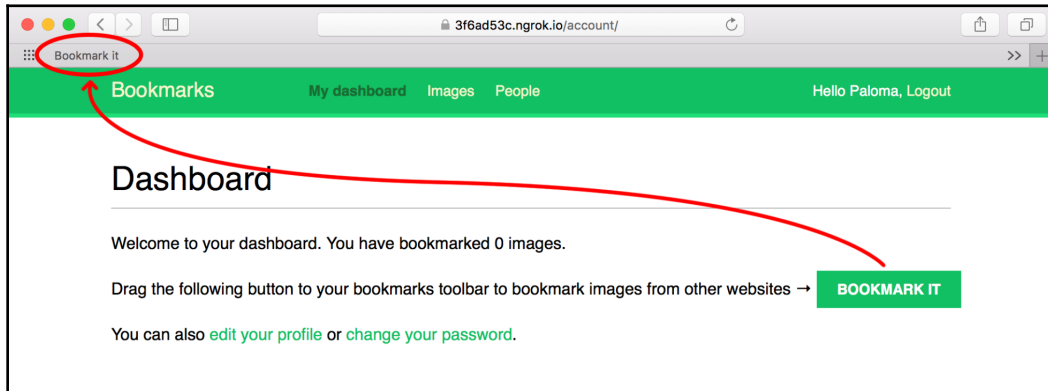 3f6ad53c.ngrok.io/account/
Bookmark it
>> +
Bookmarks My dashboard Images People Hello Paloma, Logout
Dashboard
Welcome to your dashboard. You have bookmarked 0 images.
Drag the following button to your bookmarks toolbar to bookmark images from other websites → BOOKMARK IT
You can also edit your profile or change your password.